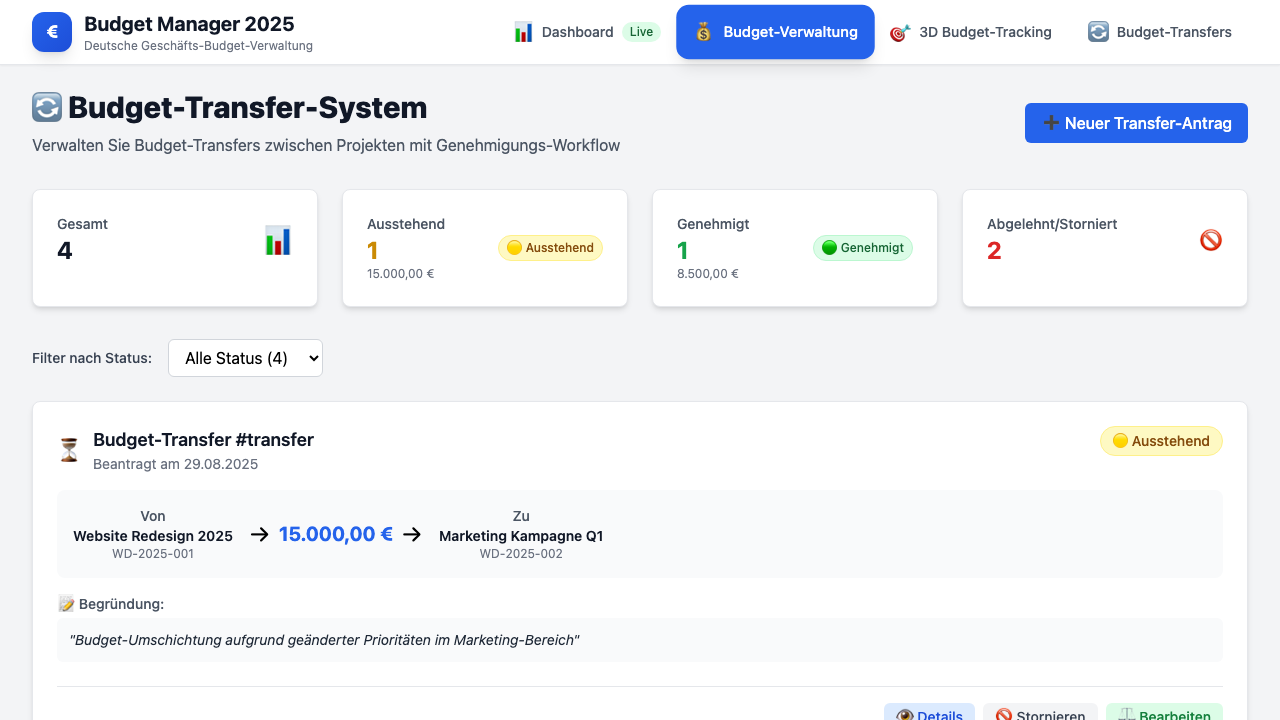 €
Budget Manager 2025
Deutsche Geschäfts-Budget-Verwaltung
Dashboard Live
Budget-Verwaltung
3D Budget-Tracking
Budget-Transfers
Budget-Transfer-System
Verwalten Sie Budget-Transfers zwischen Projekten mit Genehmigungs-Workflow
Neuer Transfer-Antrag
Gesamt
4
Ausstehend
1
15.000,00 €
Ausstehend
Genehmigt
1
8.500,00 €
Genehmigt
Abgelehnt/Storniert
2
Filter nach Status: Alle Status (4)
Budget-Transfer #transfer
Beantragt am 29.08.2025
Ausstehend
Von
Website Redesign 2025
WD-2025-001
→ 15.000,00 € →
Zu
Marketing Kampagne Q1
WD-2025-002
Begründung:
"Budget-Umschichtung aufgrund geänderter Prioritäten im Marketing-Bereich"
Details
Stornieren
Bearbeiten